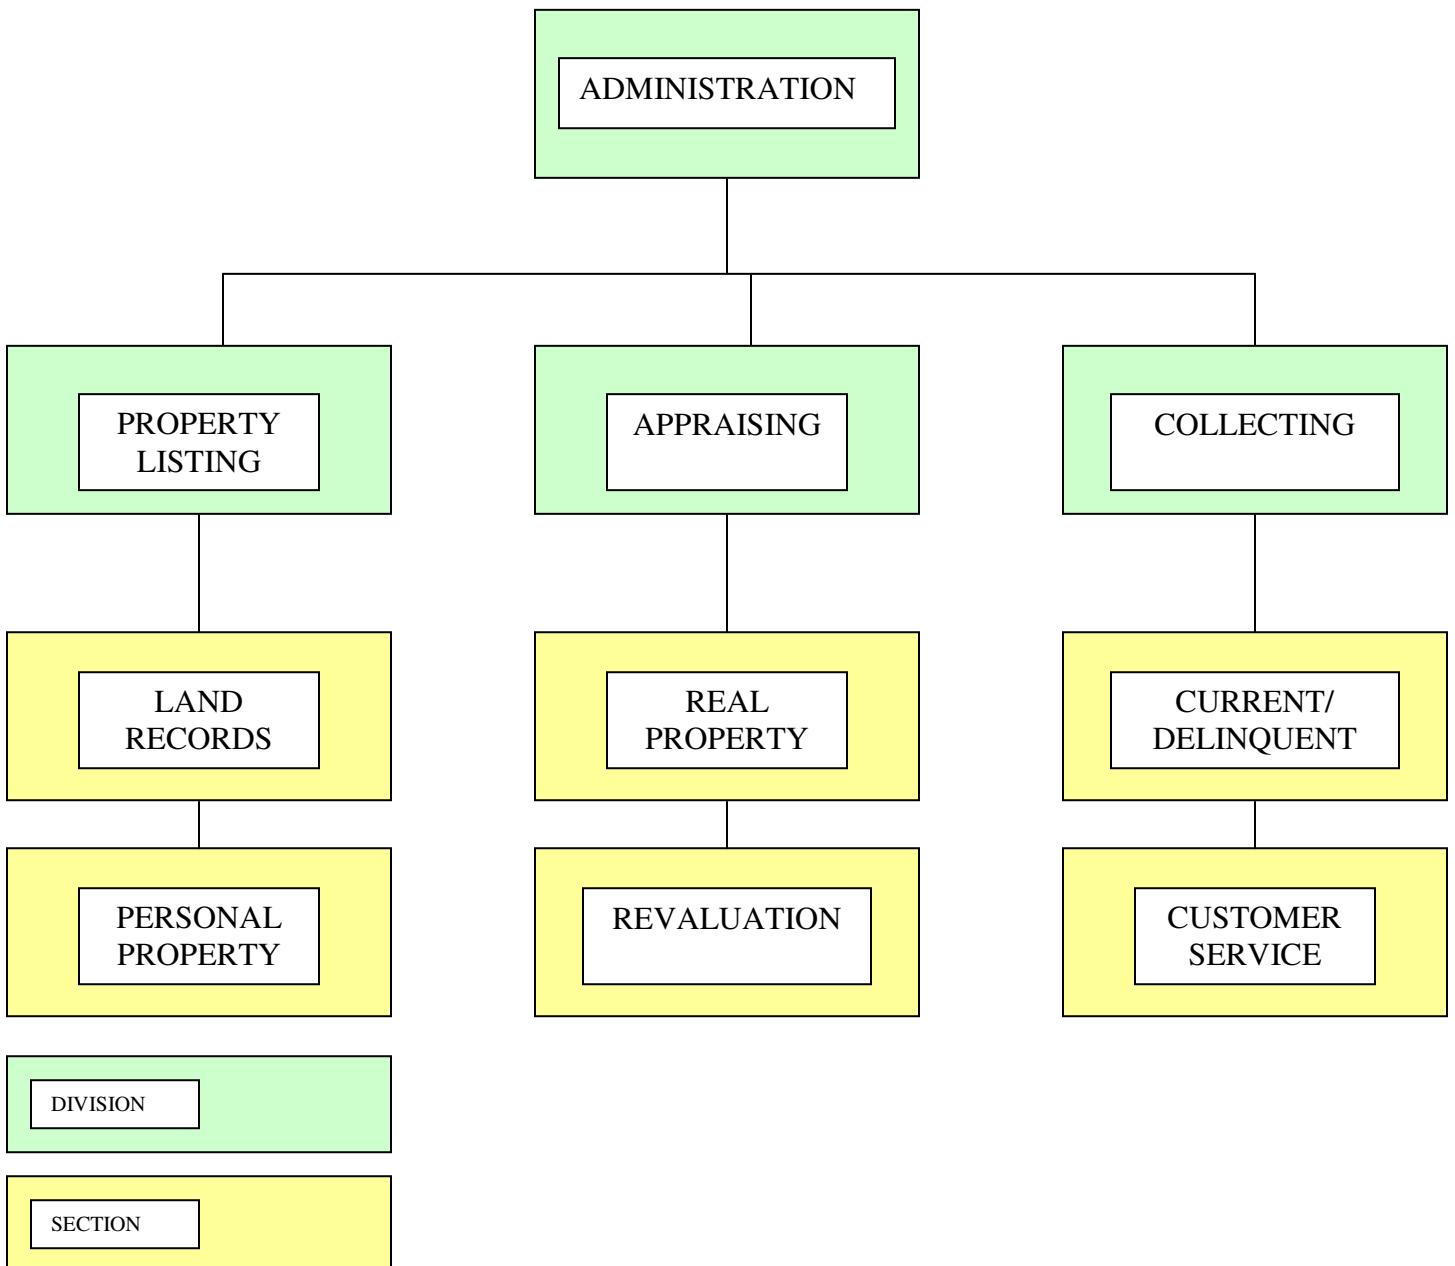 ADMINISTRATION
PROPERTY
LISTING
APPRAISING
COLLECTING
LAND
RECORDS
REAL
PROPERTY
CURRENT/
DELINQUENT
PERSONAL
PROPERTY
REVALUATION
CUSTOMER
SERVICE
DIVISION
SECTION